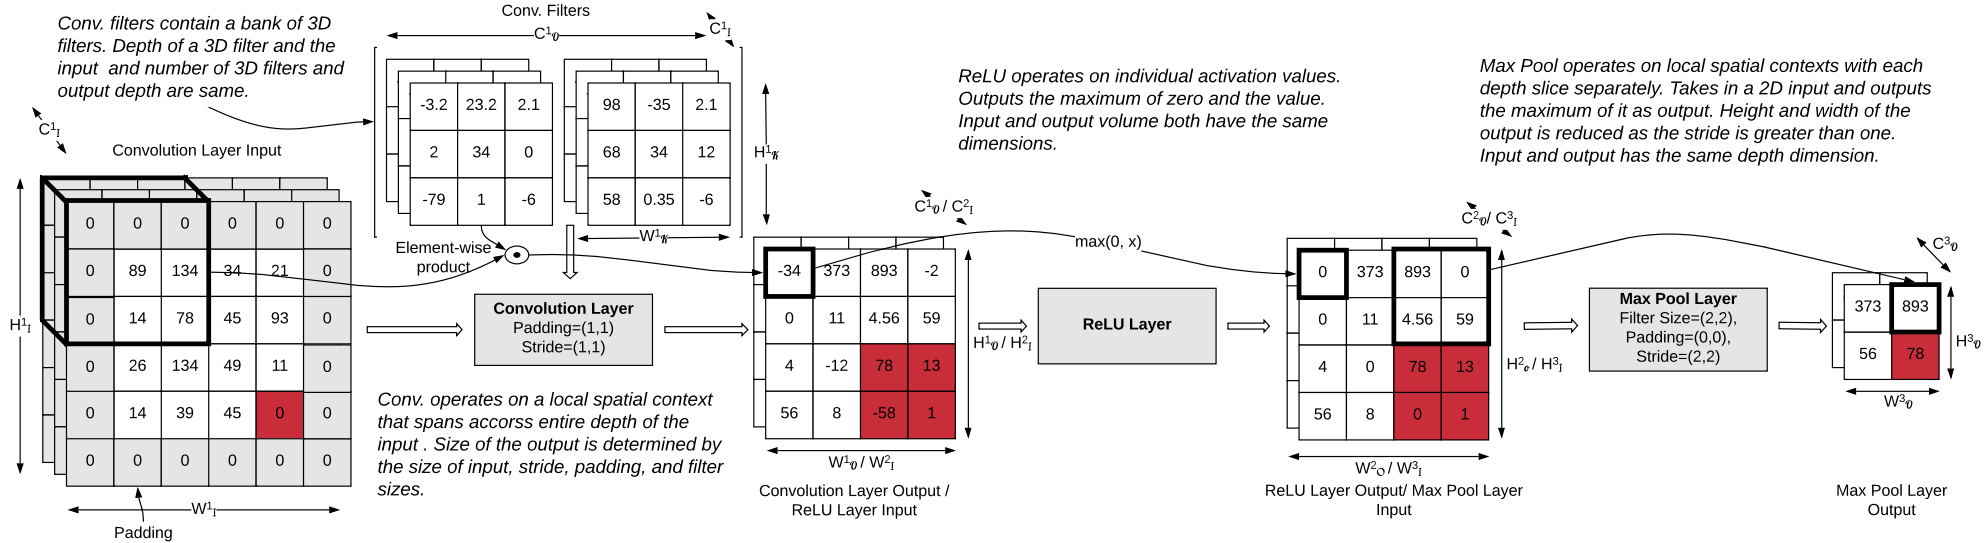 Conv. filters contain a bank of 3D
filters. Depth of a 3D filter and the
input and number of 3D filters and
output depth are same.
Conv. Filters
C¹O
C¹I
-3.2 23.2 2.1
2 34 0
-79 1 -6
98 -35 2.1
68 34 12
58 0.35 -6
H¹K
W¹K
C¹I
Convolution Layer Input
H¹I
0 0 0 0 0 0
0 89 134 34 21 0
0 14 78 45 93 0
0 26 134 49 11 0
0 14 39 45 0 0
0 0 0 0 0 0
W¹I
Padding
Element-wise
product
Convolution Layer
Padding=(1,1)
Stride=(1,1)
Conv. operates on a local spatial context
that spans accorss entire depth of the
input . Size of the output is determined by
the size of input, stride, padding, and filter
sizes.
ReLU operates on individual activation values.
Outputs the maximum of zero and the value.
Input and output volume both have the same
dimensions.
C¹O / C²I
-34 373 893 -2
0 11 4.56 59
4 -12 78 13
56 8 -58 1
H¹O / H²I
W¹O / W²I
Convolution Layer Output /
ReLU Layer Input
max(0, x)
ReLU Layer
Max Pool operates on local spatial contexts with each
depth slice separately. Takes in a 2D input and outputs
the maximum of it as output. Height and width of the
output is reduced as the stride is greater than one.
Input and output has the same depth dimension.
C²O/ C³I
0 373 893 0
0 11 4.56 59
4 0 78 13
56 8 0 1
H²O / H³I
W²O / W³I
ReLU Layer Output/ Max Pool Layer
Input
Max Pool Layer
Filter Size=(2,2),
Padding=(0,0),
Stride=(2,2)
C³O
373 893
56 78
H³O
W³O
Max Pool Layer
Output